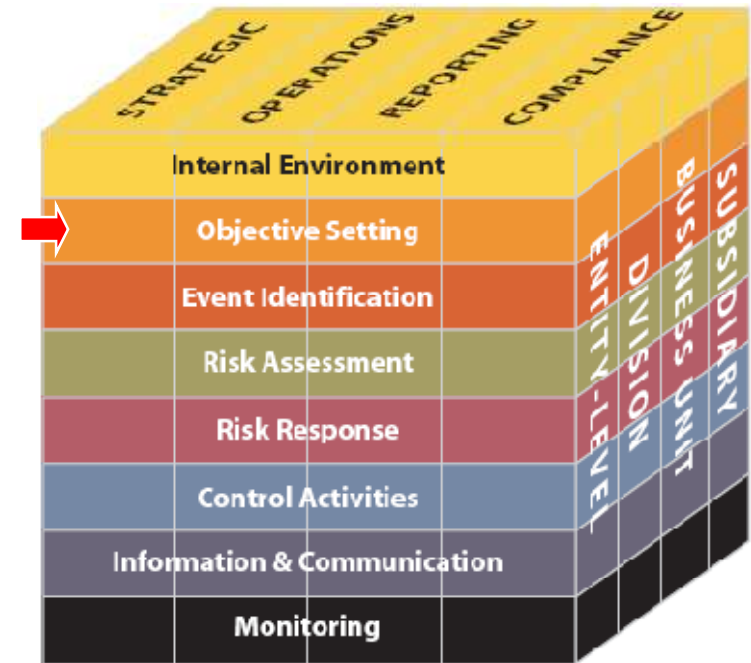 STRATEGIC
OPERATIONS
REPORTING
COMPLIANCE
Internal Environment
Objective Setting
Event Identification
Risk Assessment
Risk Response
Control Activities
Information & Communication
Monitoring
ENTITY-LEVEL
DIVISION
BUSINESS UNIT
SUBSIDIARY